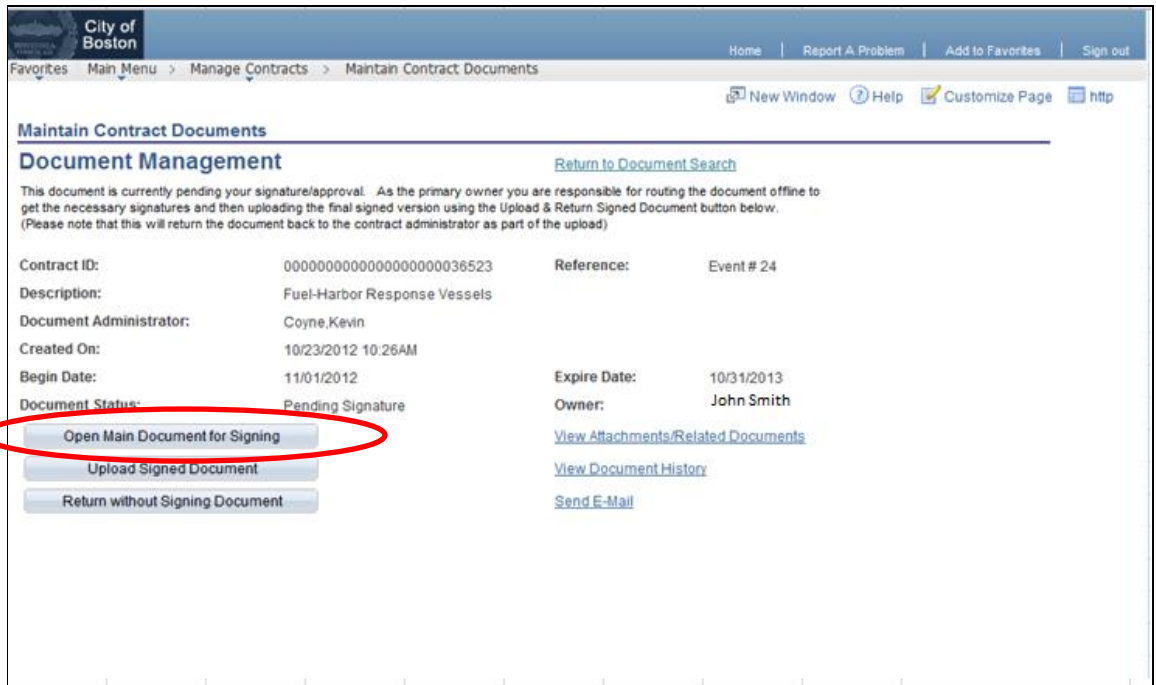 City of
Boston
Home | Report A Problem | Add to Favorites | Sign out
Favorites Main Menu > Manage Contracts > Maintain Contract Documents
New Window Help Customize Page http
Maintain Contract Documents
Document Management Return to Document Search
This document is currently pending your signature/approval. As the primary owner you are responsible for routing the document offline to
get the necessary signatures and then uploading the final signed version using the Upload & Return Signed Document button below.
(Please note that this will return the document back to the contract administrator as part of the upload)
Contract ID: 0000000000000000000036523 Reference: Event # 24
Description: Fuel-Harbor Response Vessels
Document Administrator: Coyne,Kevin
Created On: 10/23/2012 10:26AM
Begin Date: 11/01/2012 Expire Date: 10/31/2013
Document Status: Pending Signature Owner: John Smith
Open Main Document for Signing View Attachments/Related Documents
Upload Signed Document View Document History
Return without Signing Document Send E-Mail